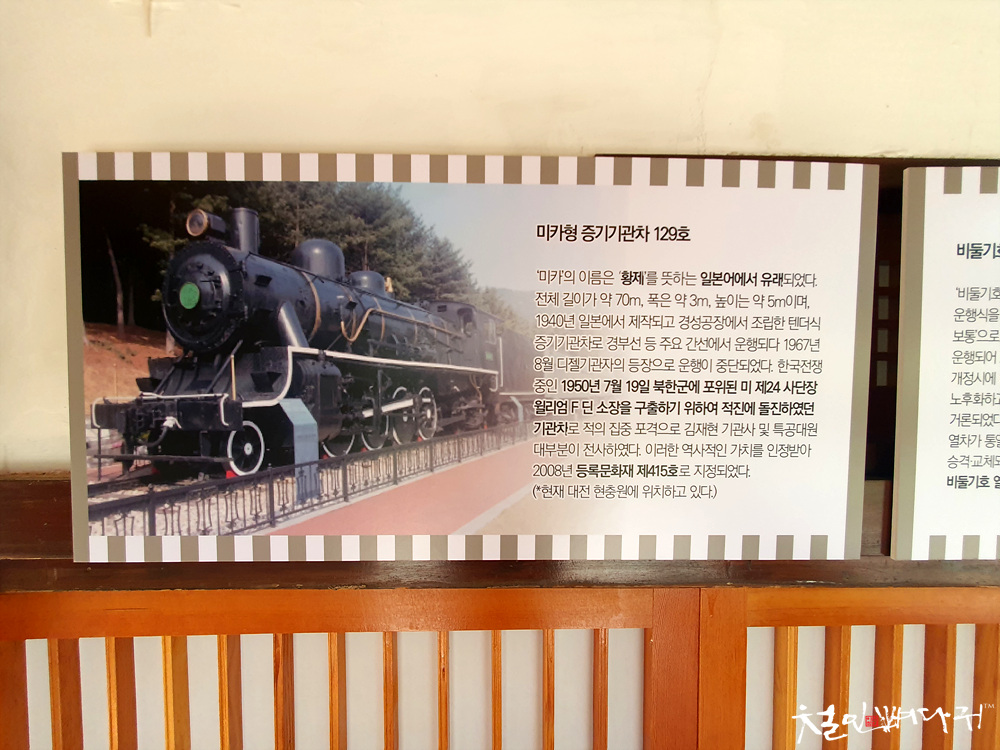 미카형 증기기관차 129호
'미카'의 이름은 '황제'를 뜻하는 일본어에서 유래되었다.
전체 길이가 약 70m, 폭은 약 3m, 높이는 약 5m이며,
1940년 일본에서 제작되고 경성공장에서 조립한 텐더식
증기기관차로 경부선 등 주요 간선에서 운행되다 1967년
8월 디젤기관자의 등장으로 운행이 중단되었다. 한국전쟁
중인 1950년 7월 19일 북한군에 포위된 미 제24 사단장
윌리엄 F 딘 소장을 구출하기 위하여 적진에 돌진하였던
기관차로 적의 집중 포격으로 김재현 기관사 및 특공대원
대부분이 전사하였다. 이러한 역사적인 가치를 인정받아
2008년 등록문화재 제415호로 지정되었다.
(*현재 대전 현충원에 위치하고 있다.)
비둘기호
'비둘기호
운행식을
보통'으로
운행되어
개정시에
노후화하고
거론되었다
열차가 통일
승격·교체되
비둘기호 열
철인뼈다귀™